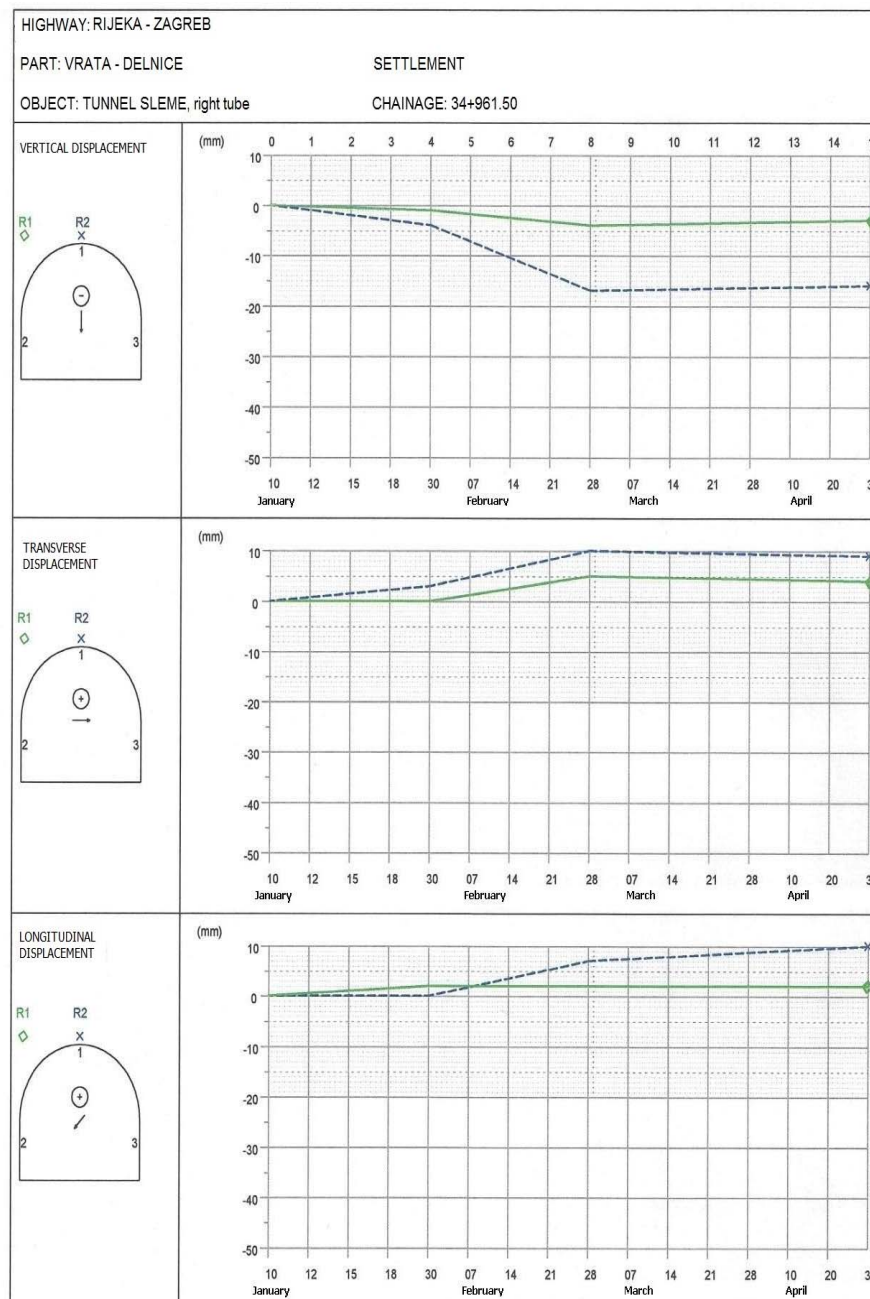 HIGHWAY: RIJEKA - ZAGREB
PART: VRATA - DELNICE SETTLEMENT
OBJECT: TUNNEL SLEME, right tube CHAINAGE: 34+961.50
VERTICAL DISPLACEMENT
R1 R2
1
2 3
(mm) 0 1 2 3 4 5 6 7 8 9 10 11 12 13 14
10
0
-10
-20
-30
-40
-50
10 12 15 18 30 07 14 21 28 07 14 21 28 10 20
January February March April
TRANSVERSE
DISPLACEMENT
R1 R2
1
2 3
(mm)
10
0
-10
-20
-30
-40
-50
10 12 15 18 30 07 14 21 28 07 14 21 28 10 20
January February March April
LONGITUDINAL
DISPLACEMENT
R1 R2
1
2 3
(mm)
10
0
-10
-20
-30
-40
-50
10 12 15 18 30 07 14 21 28 07 14 21 28 10 20
January February March April